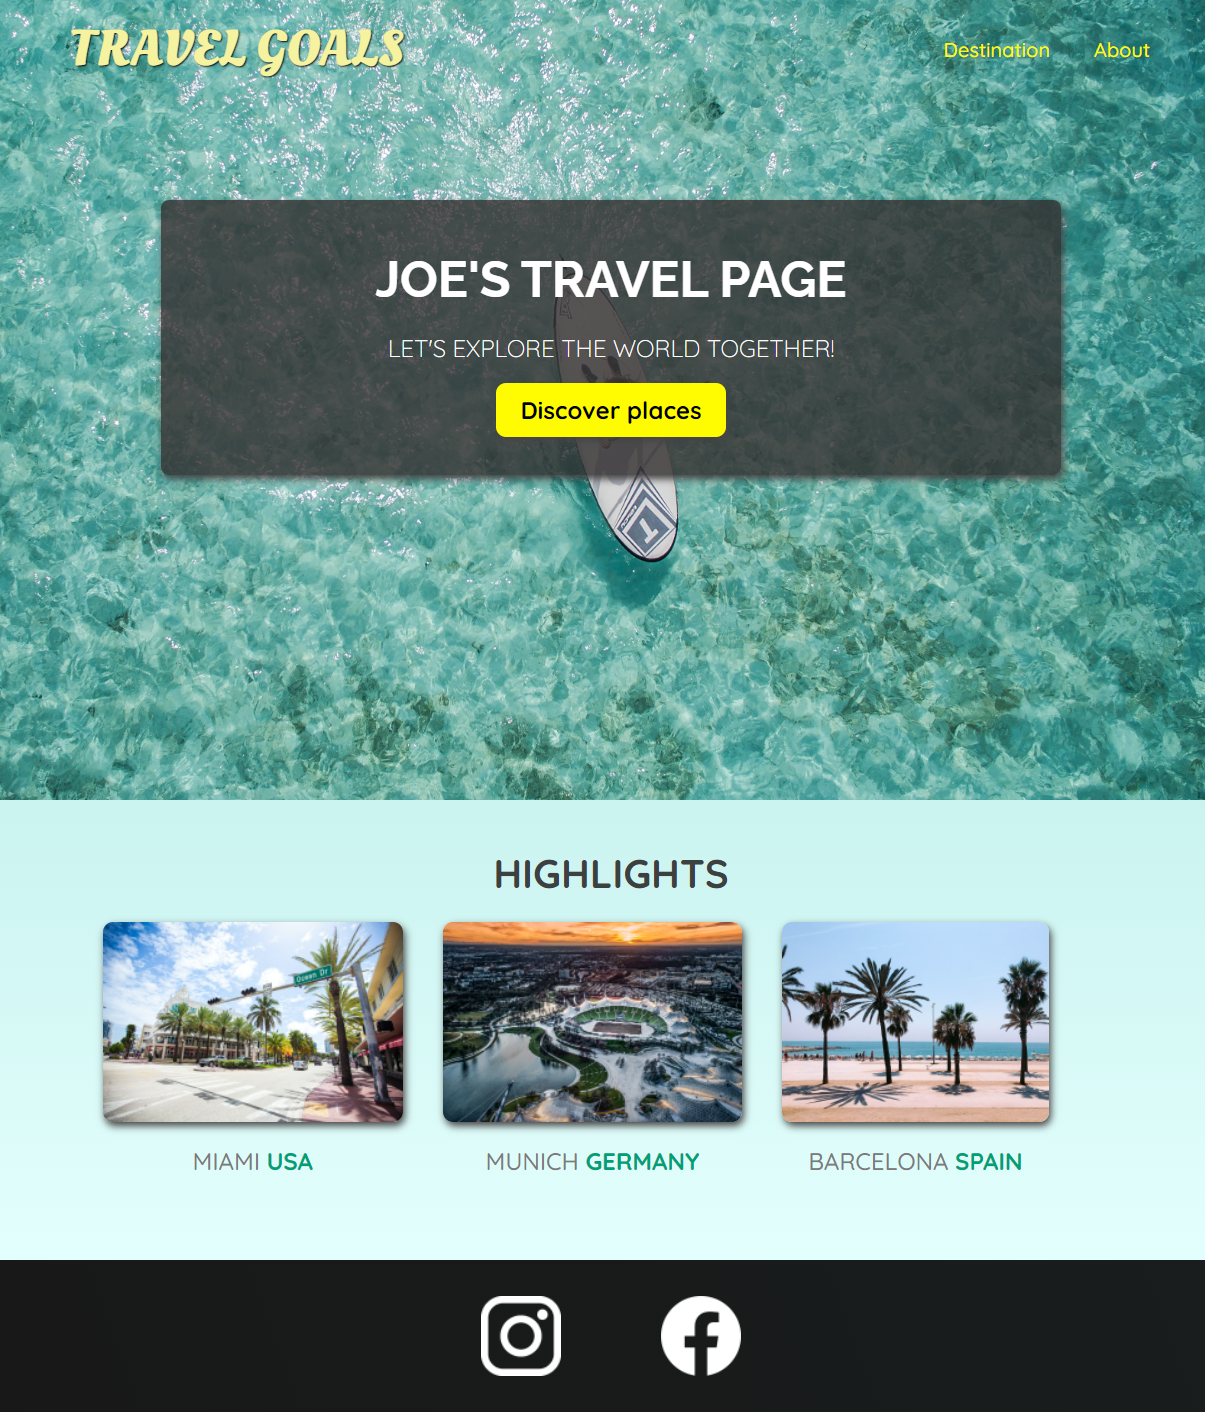 TRAVEL GOALS
Destination About
JOE'S TRAVEL PAGE
LET'S EXPLORE THE WORLD TOGETHER!
Discover places
HIGHLIGHTS
Ocean Dr
MIAMI USA
MUNICH GERMANY
BARCELONA SPAIN